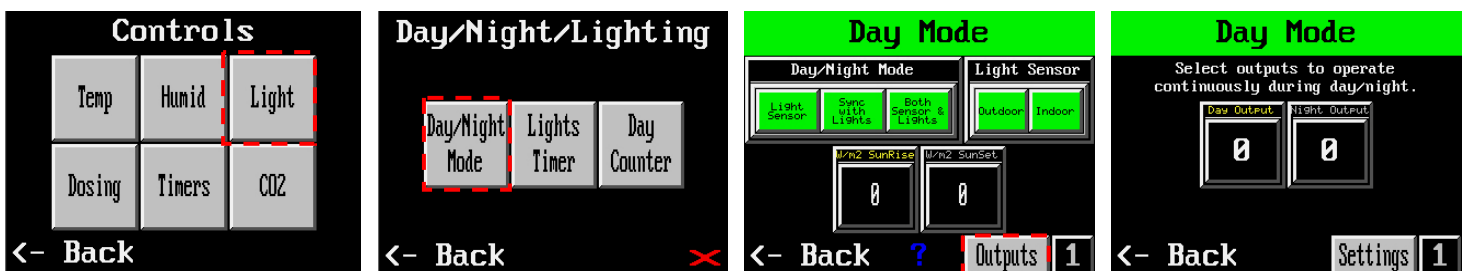 Controls
Temp Humid Light
Dosing Timers CO2
<- Back
Day/Night/Lighting
Day/Night Mode Lights Timer Day Counter
<- Back
Day Mode
Day/Night Mode Light Sensor
Light Sensor Sync with Lights Both Sensor & Lights Outdoor Indoor
W/m2 SunRise W/m2 SunSet
0 0
<- Back ? Outputs 1
Day Mode
Select outputs to operate
continuously during day/night.
Day Output Night Output
0 0
<- Back Settings 1